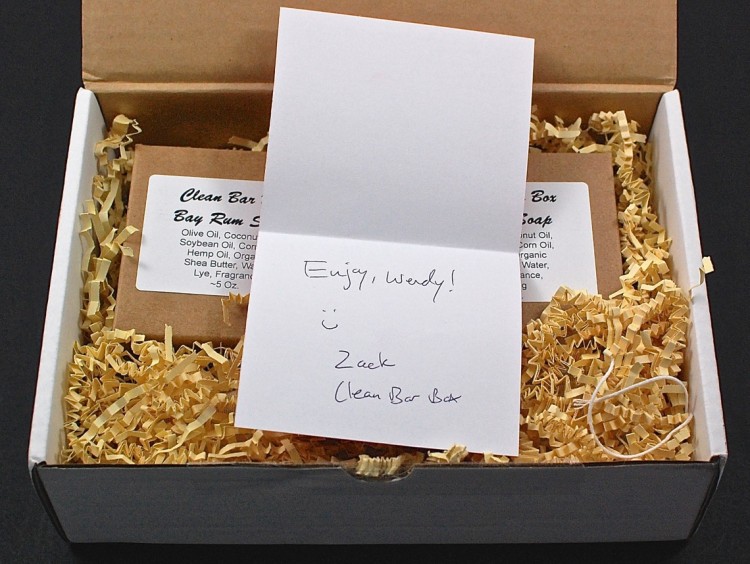 Clean Bar
Bay Rum S
Olive Oil, Coconu
Soybean Oil, Cor
Hemp Oil, Orga
Shea Butter, Wa
Lye, Fragran
~5 Oz.
Box
Soap
nut Oil,
Corn Oil,
rganic
Water,
ance,
g
Enjoy, Wendy!
Zack
Clean Bar Box